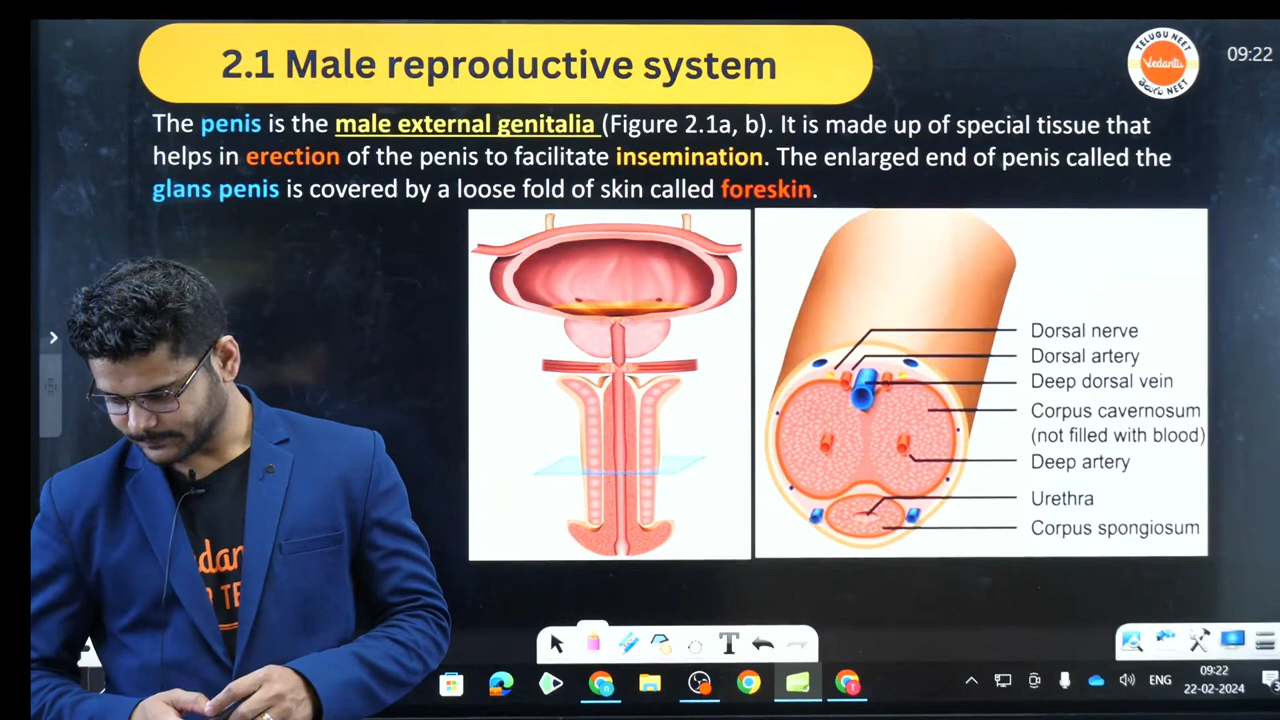 2.1 Male reproductive system
TELUGU NEET
Vedantu
తెలుగు NEET
09:22
The penis is the male external genitalia (Figure 2.1a, b). It is made up of special tissue that
helps in erection of the penis to facilitate insemination. The enlarged end of penis called the
glans penis is covered by a loose fold of skin called foreskin.
Dorsal nerve
Dorsal artery
Deep dorsal vein
Corpus cavernosum
(not filled with blood)
Deep artery
Urethra
Corpus spongiosum
T
ENG
09:22
22-02-2024